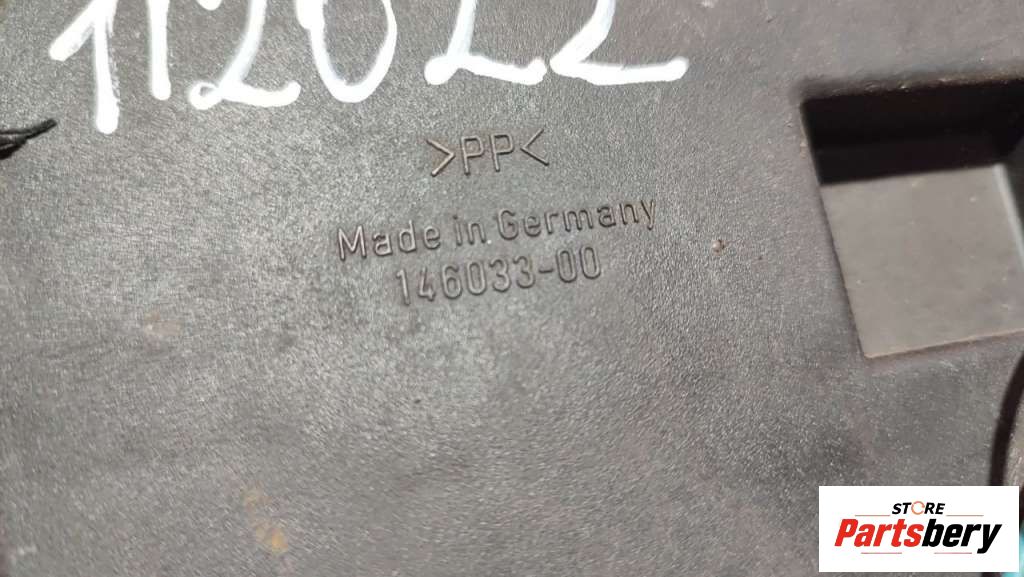 112022
>PP<
Made in Germany
146033-00
STORE
Partsbery